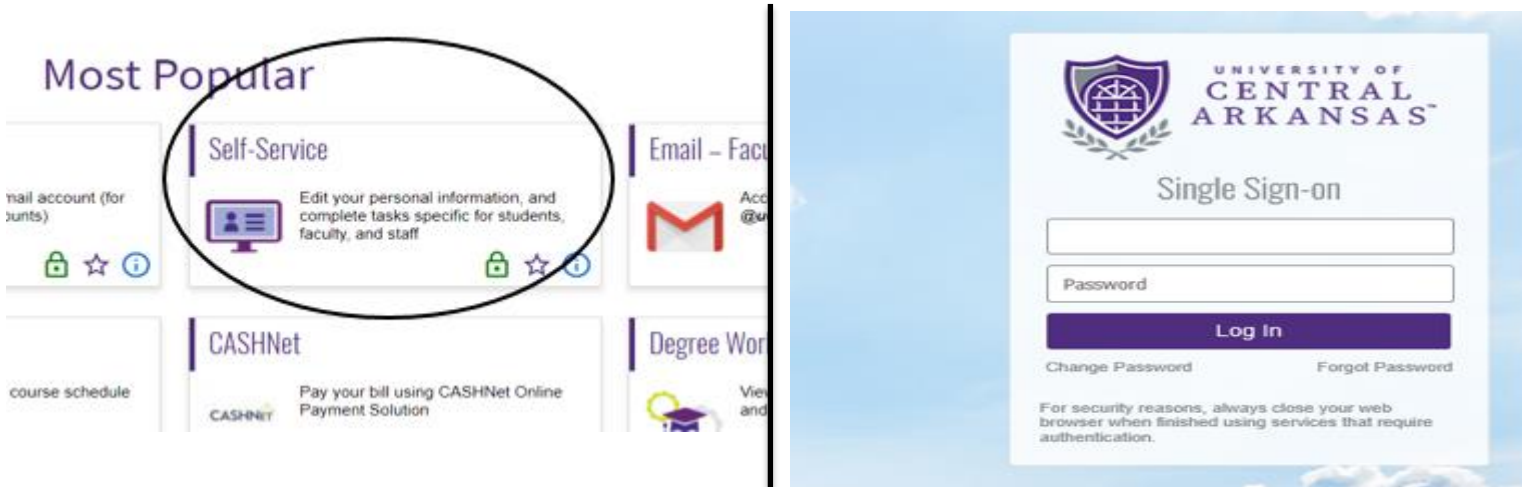 Most Popular
Self-Service
Email – Facu
mail account (for
ounts)
Edit your personal information, and
complete tasks specific for students,
faculty, and staff
Acc
@u
CASHNet
Degree Wor
course schedule
CASHNet
Pay your bill using CASHNet Online
Payment Solution
View
and
UNIVERSITY OF
CENTRAL
ARKANSAS™
Single Sign-on
Password
Log In
Change Password
Forgot Password
For security reasons, always close your web
browser when finished using services that require
authentication.